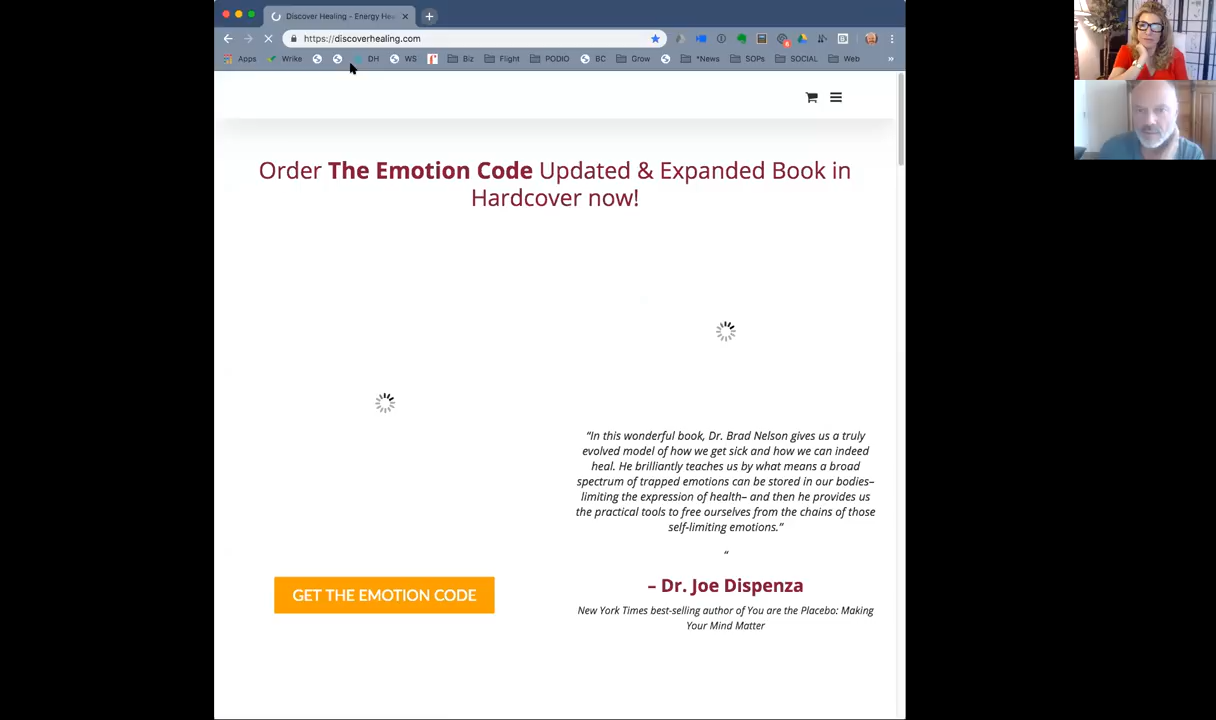 Discover Healing - Energy Hea
https://discoverhealing.com
Apps Wrike DH WS Biz Flight PODIO BC Grow *News SOPs SOCIAL Web »
Order The Emotion Code Updated & Expanded Book in
Hardcover now!
“In this wonderful book, Dr. Brad Nelson gives us a truly
evolved model of how we get sick and how we can indeed
heal. He brilliantly teaches us by what means a broad
spectrum of trapped emotions can be stored in our bodies–
limiting the expression of health– and then he provides us
the practical tools to free ourselves from the chains of those
self-limiting emotions.”
“
– Dr. Joe Dispenza
New York Times best-selling author of You are the Placebo: Making
Your Mind Matter
GET THE EMOTION CODE